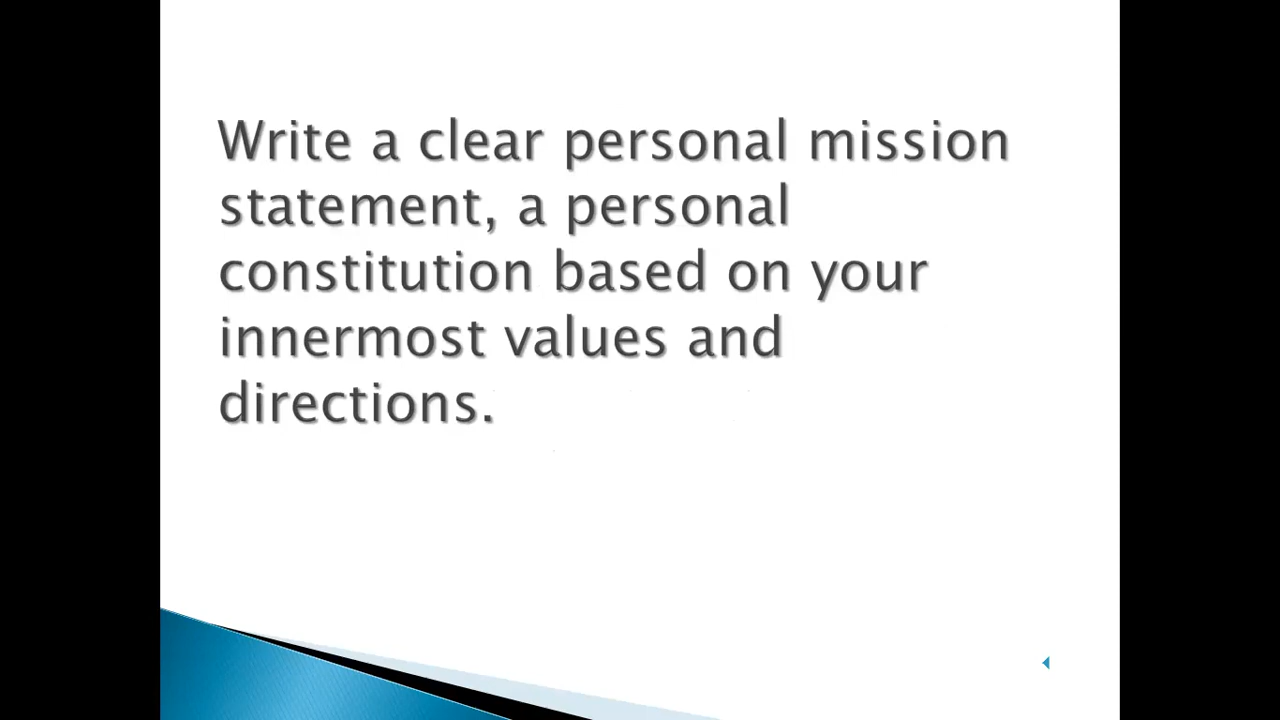 Write a clear personal mission
statement, a personal
constitution based on your
innermost values and
directions.